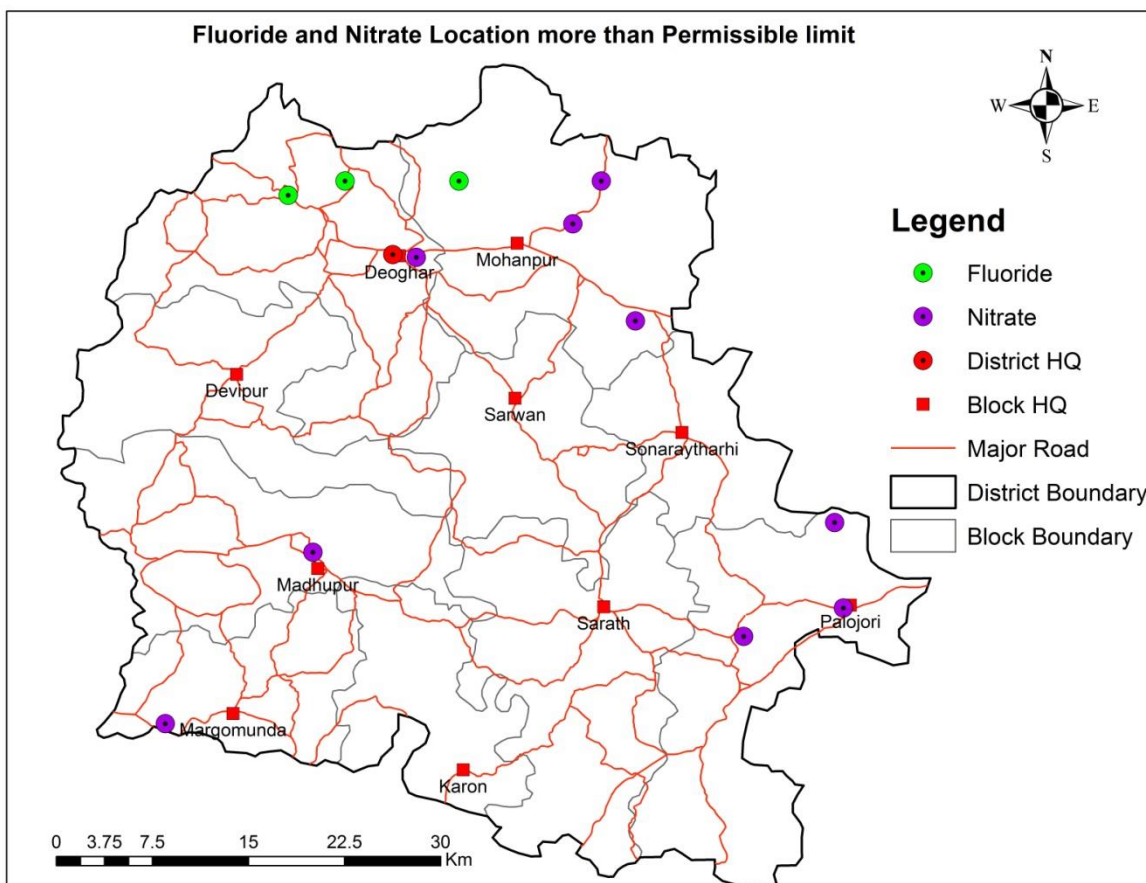 Fluoride and Nitrate Location more than Permissible limit
N
W E
S
Legend
Fluoride
Nitrate
District HQ
Block HQ
Major Road
District Boundary
Block Boundary
Deoghar
Mohanpur
Devipur
Sarwan
Sonaraytharhi
Madhupur
Sarath
Palojori
Margomunda
Karon
0 3.75 7.5 15 22.5 30
Km